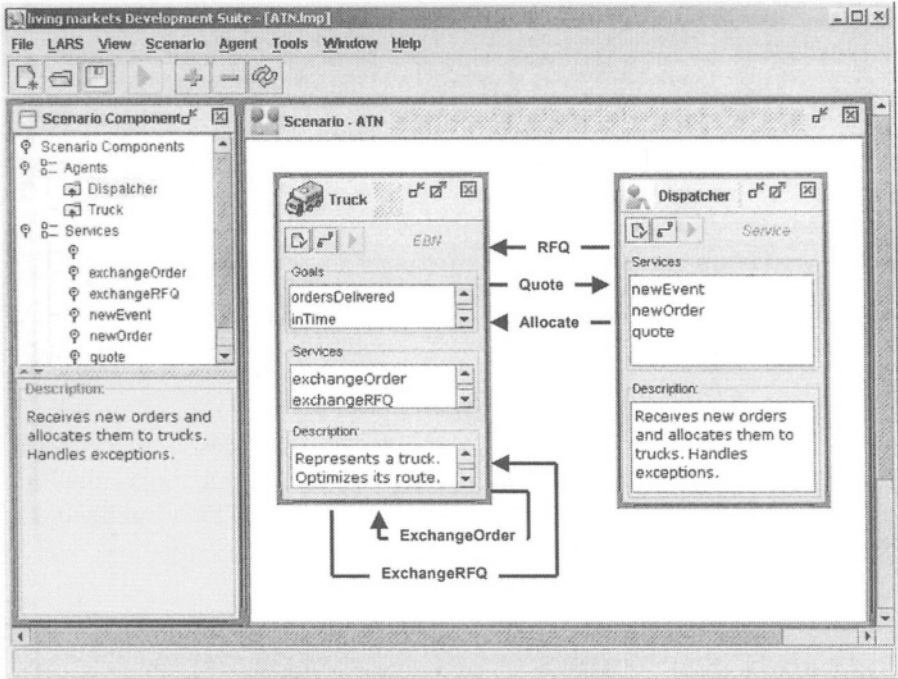 living markets Development Suite - [ATN.lmp]
File LARS View Scenario Agent Tools Window Help
Scenario Component
Scenario Components
Agents
Dispatcher
Truck
Services
exchangeOrder
exchangeRFQ
newEvent
newOrder
quote
Description:
Receives new orders and
allocates them to trucks.
Handles exceptions.
Scenario - ATN
Truck
EBN
Goals
ordersDelivered
inTime
Services
exchangeOrder
exchangeRFQ
Description:
Represents a truck.
Optimizes its route.
RFQ
Quote
Allocate
ExchangeOrder
ExchangeRFQ
Dispatcher
Service
Services
newEvent
newOrder
quote
Description:
Receives new orders
and allocates them to
trucks. Handles
exceptions.